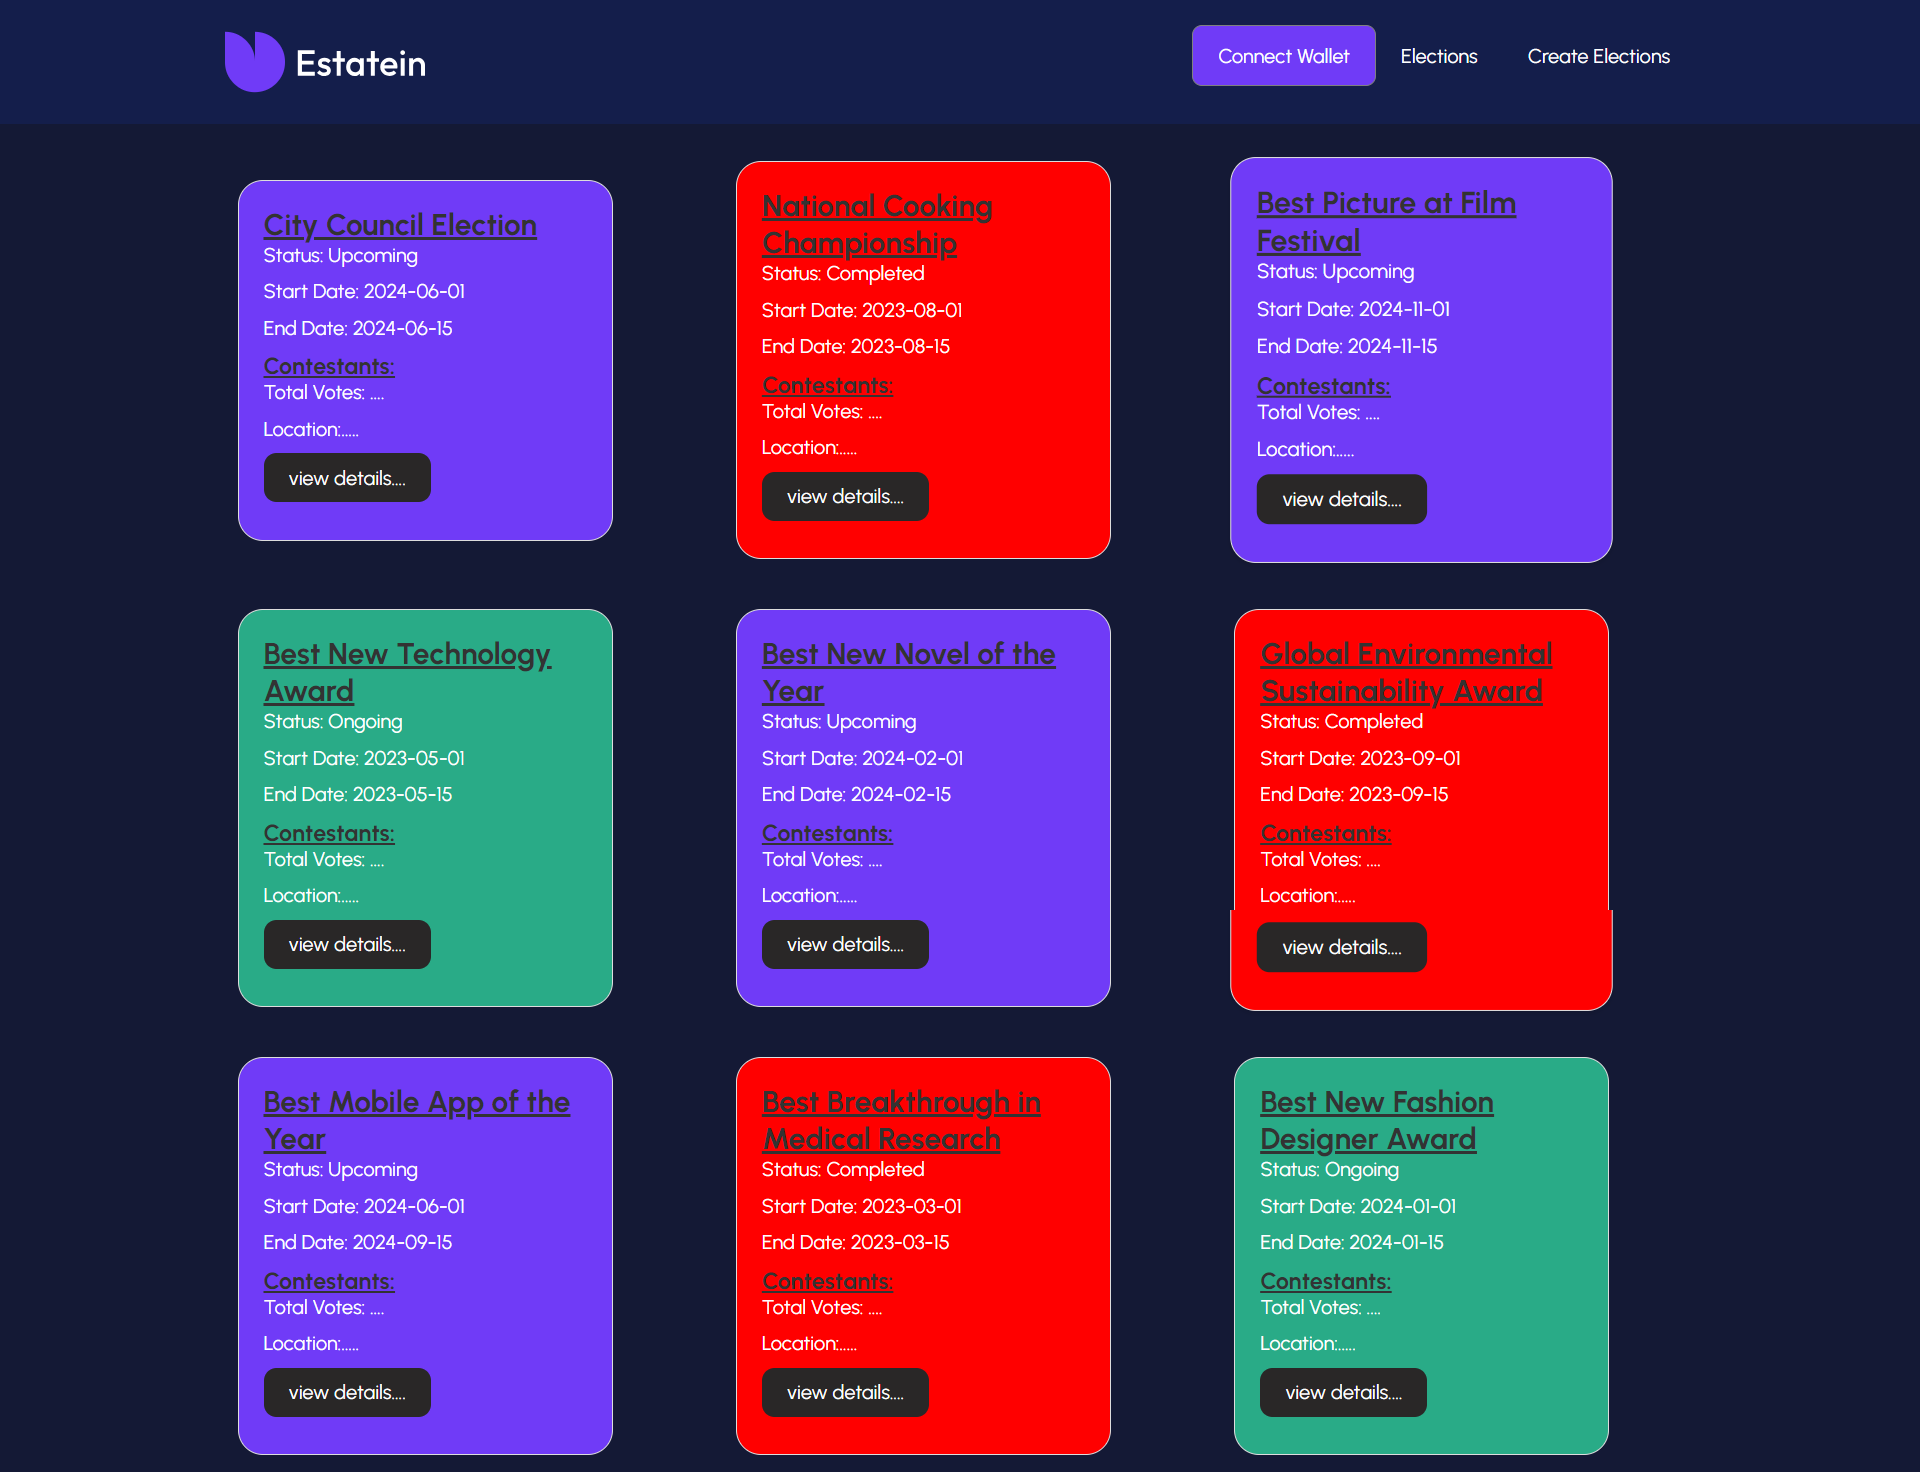 Estatein
Connect Wallet
Elections
Create Elections
City Council Election
Status: Upcoming
Start Date: 2024-06-01
End Date: 2024-06-15
Contestants:
Total Votes: ....
Location:.....
view details....
National Cooking
Championship
Status: Completed
Start Date: 2023-08-01
End Date: 2023-08-15
Contestants:
Total Votes: ....
Location:.....
view details....
Best Picture at Film
Festival
Status: Upcoming
Start Date: 2024-11-01
End Date: 2024-11-15
Contestants:
Total Votes: ....
Location:.....
view details....
Best New Technology
Award
Status: Ongoing
Start Date: 2023-05-01
End Date: 2023-05-15
Contestants:
Total Votes: ....
Location:.....
view details....
Best New Novel of the
Year
Status: Upcoming
Start Date: 2024-02-01
End Date: 2024-02-15
Contestants:
Total Votes: ....
Location:.....
view details....
Global Environmental
Sustainability Award
Status: Completed
Start Date: 2023-09-01
End Date: 2023-09-15
Contestants:
Total Votes: ....
Location:.....
view details....
Best Mobile App of the
Year
Status: Upcoming
Start Date: 2024-06-01
End Date: 2024-09-15
Contestants:
Total Votes: ....
Location:.....
view details....
Best Breakthrough in
Medical Research
Status: Completed
Start Date: 2023-03-01
End Date: 2023-03-15
Contestants:
Total Votes: ....
Location:.....
view details....
Best New Fashion
Designer Award
Status: Ongoing
Start Date: 2024-01-01
End Date: 2024-01-15
Contestants:
Total Votes: ....
Location:.....
view details....